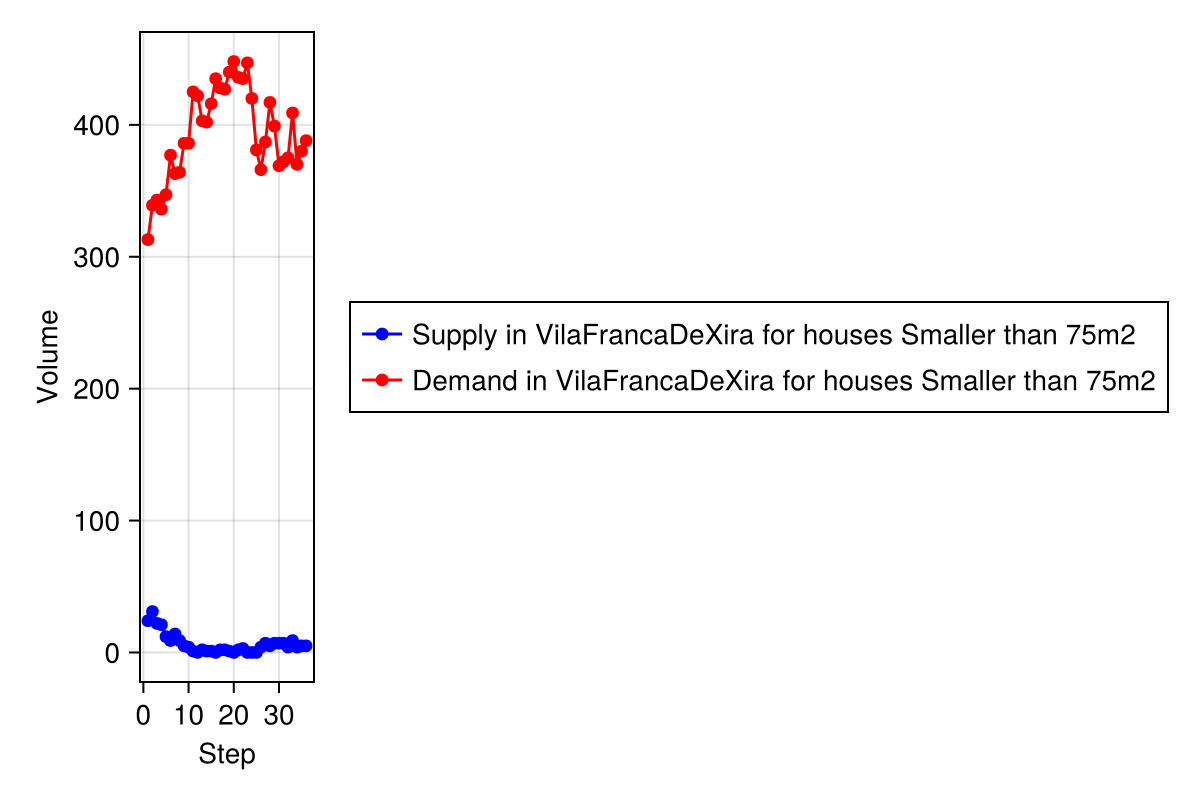 Volume
400
300
200
100
0
0 10 20 30
Step
Supply in VilaFrancaDeXira for houses Smaller than 75m2
Demand in VilaFrancaDeXira for houses Smaller than 75m2